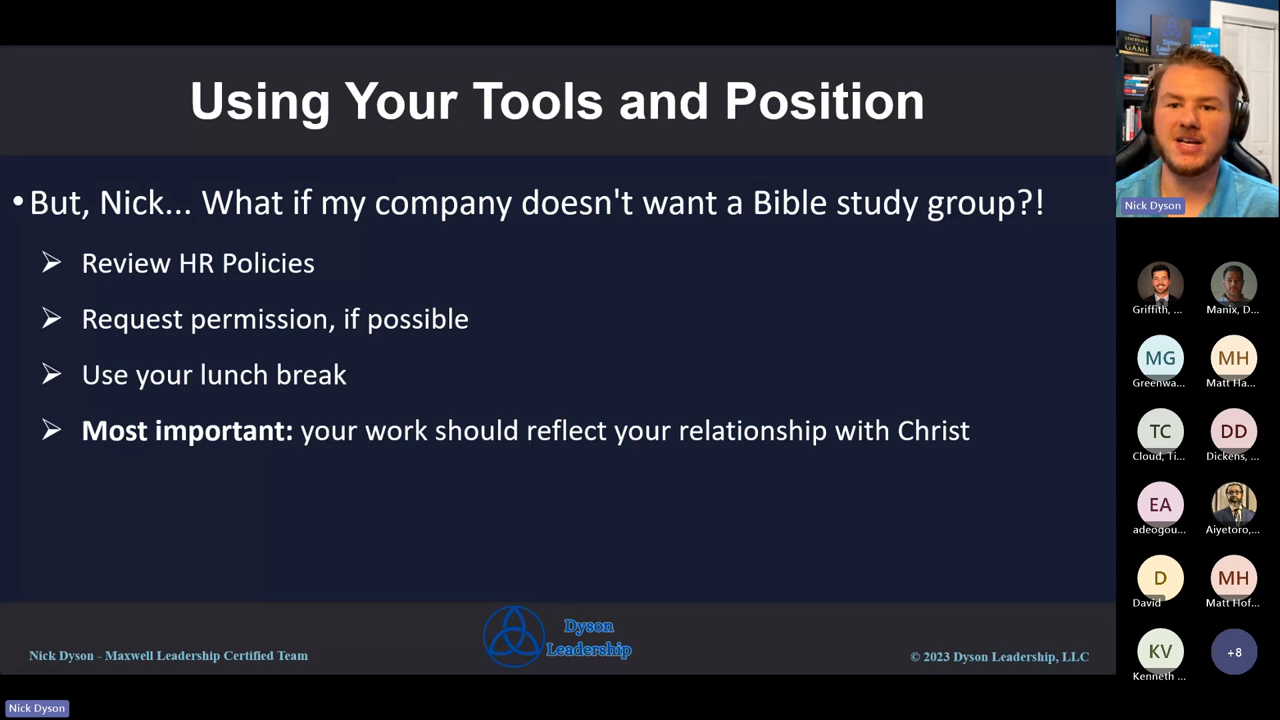 Using Your Tools and Position
• But, Nick... What if my company doesn't want a Bible study group?!
➢ Review HR Policies
➢ Request permission, if possible
➢ Use your lunch break
➢ Most important: your work should reflect your relationship with Christ
Nick Dyson - Maxwell Leadership Certified Team
Dyson
Leadership
© 2023 Dyson Leadership, LLC
Nick Dyson
GAME
Nick Dyson
Griffith, ...
Manix, D...
MG
Greenwa...
MH
Matt Ha...
TC
Cloud, Ti...
DD
Dickens, ...
EA
adeogou...
Aiyetoro,...
D
David
MH
Matt Hof...
KV
Kenneth ...
+8